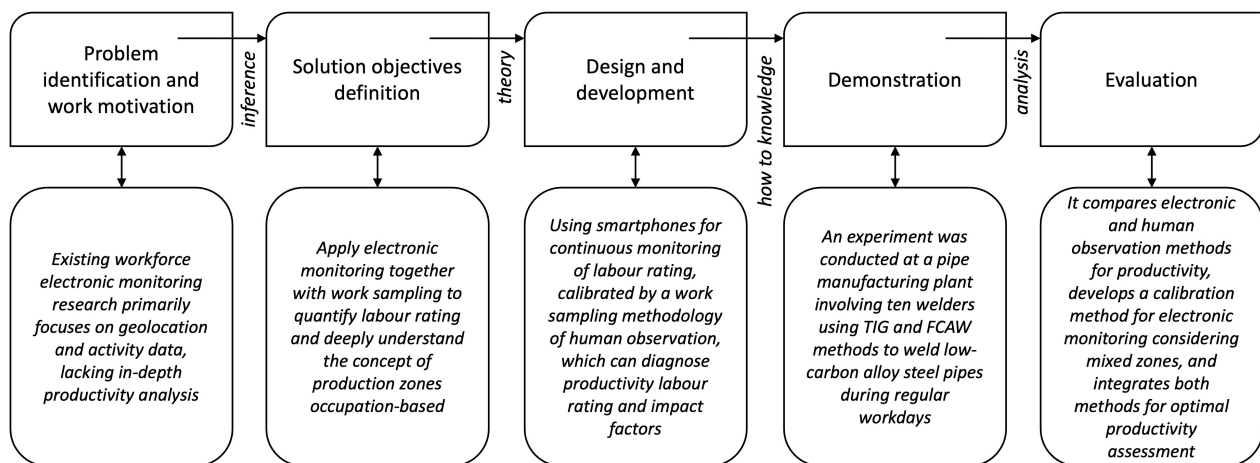 Problem
identification and
work motivation
inference
Solution objectives
definition
theory
Design and
development
how to knowledge
Demonstration
analysis
Evaluation
Existing workforce
electronic monitoring
research primarily
focuses on geolocation
and activity data,
lacking in-depth
productivity analysis
Apply electronic
monitoring together
with work sampling to
quantify labour rating
and deeply understand
the concept of
production zones
occupation-based
Using smartphones for
continuous monitoring
of labour rating,
calibrated by a work
sampling methodology
of human observation,
which can diagnose
productivity labour
rating and impact
factors
An experiment was
conducted at a pipe
manufacturing plant
involving ten welders
using TIG and FCAW
methods to weld low-
carbon alloy steel pipes
during regular
workdays
It compares electronic
and human
observation methods
for productivity,
develops a calibration
method for electronic
monitoring considering
mixed zones, and
integrates both
methods for optimal
productivity
assessment